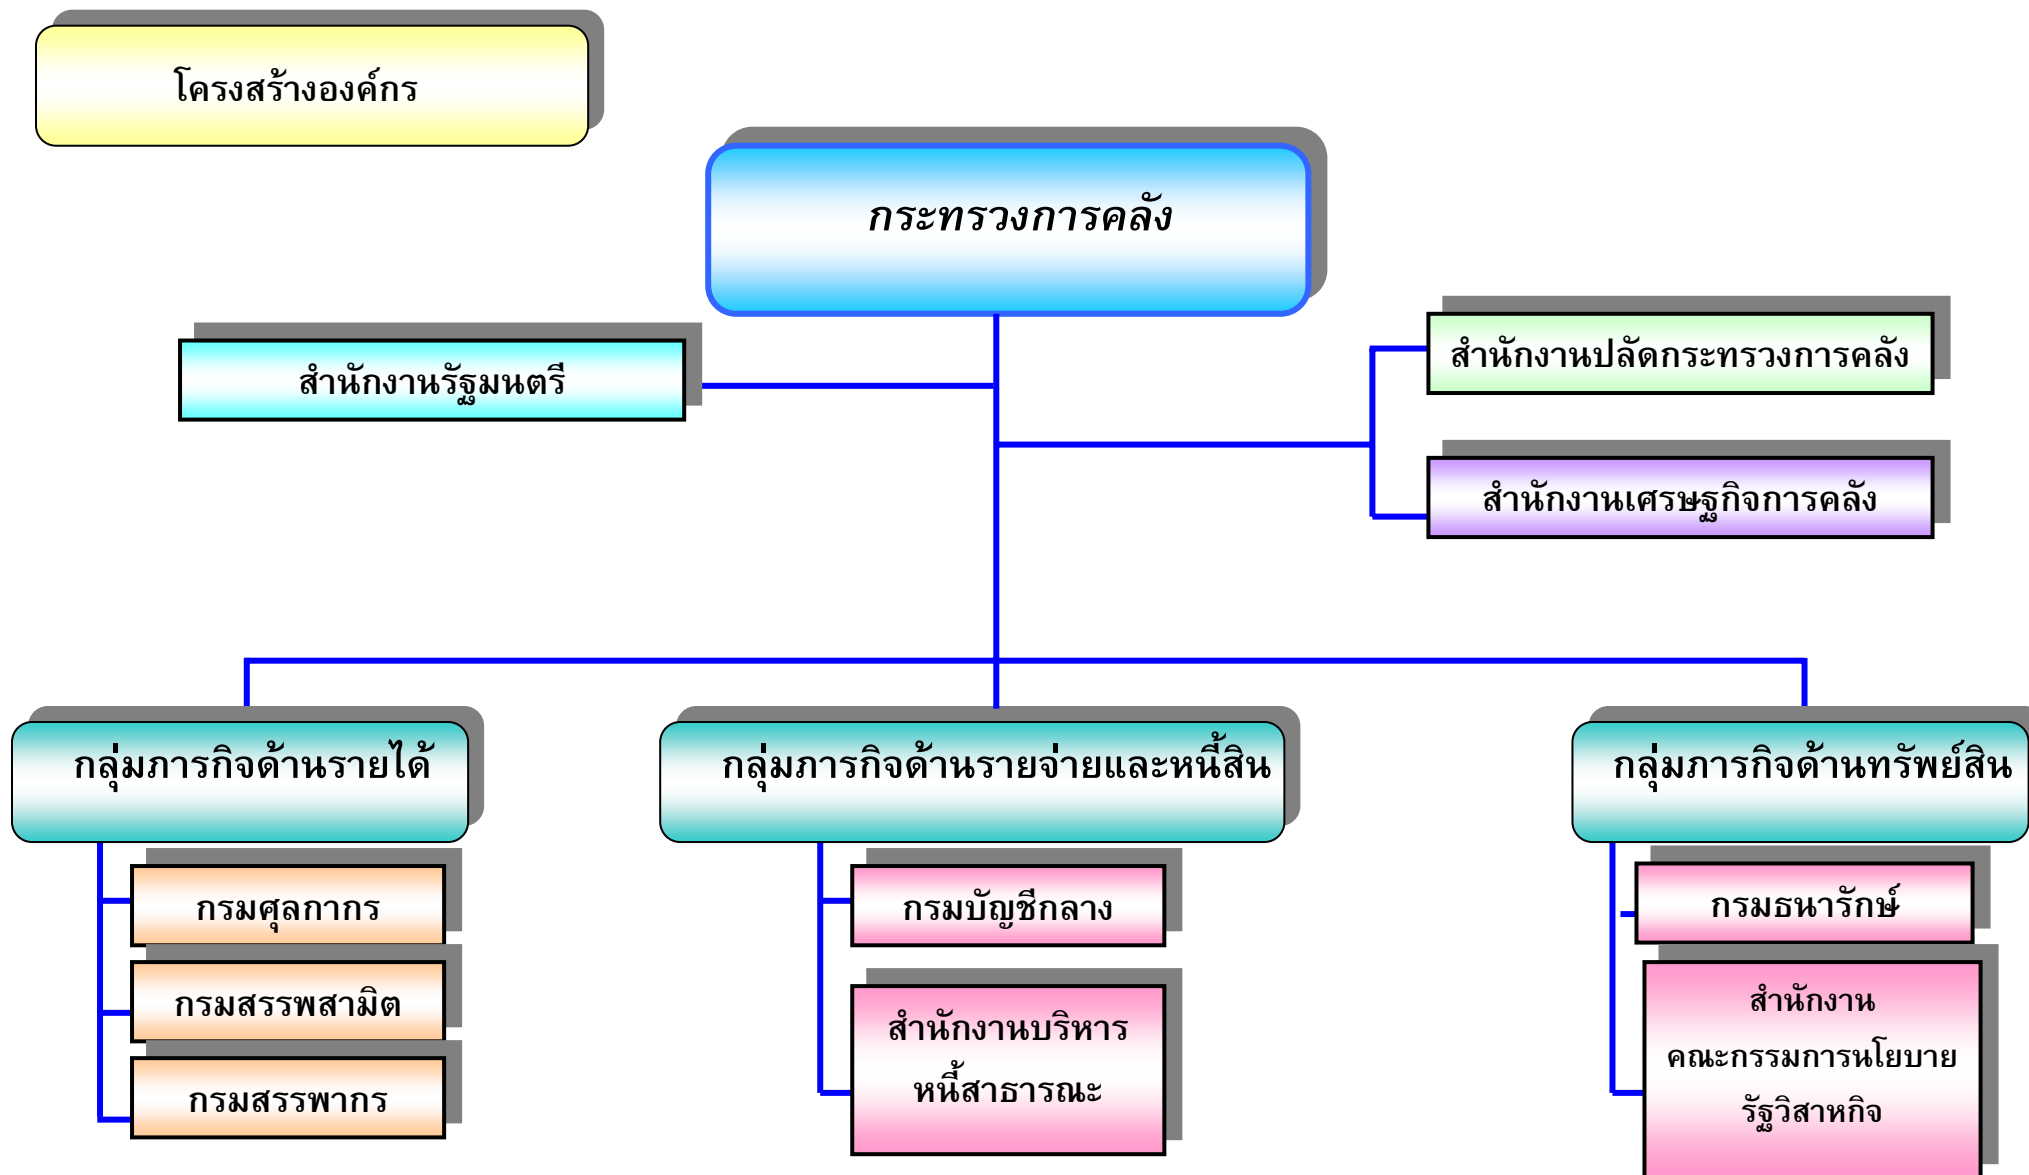 โครงสร้างองค์กร
กระทรวงการคลัง
สำนักงานรัฐมนตรี
สำนักงานปลัดกระทรวงการคลัง
สำนักงานเศรษฐกิจการคลัง
กลุ่มภารกิจด้านรายได้
กรมศุลกากร
กรมสรรพสามิต
กรมสรรพากร
กลุ่มภารกิจด้านรายจ่ายและหนี้สิน
กรมบัญชีกลาง
สำนักงานบริหาร
หนี้สาธารณะ
กลุ่มภารกิจด้านทรัพย์สิน
กรมธนารักษ์
สำนักงาน
คณะกรรมการนโยบาย
รัฐวิสาหกิจ